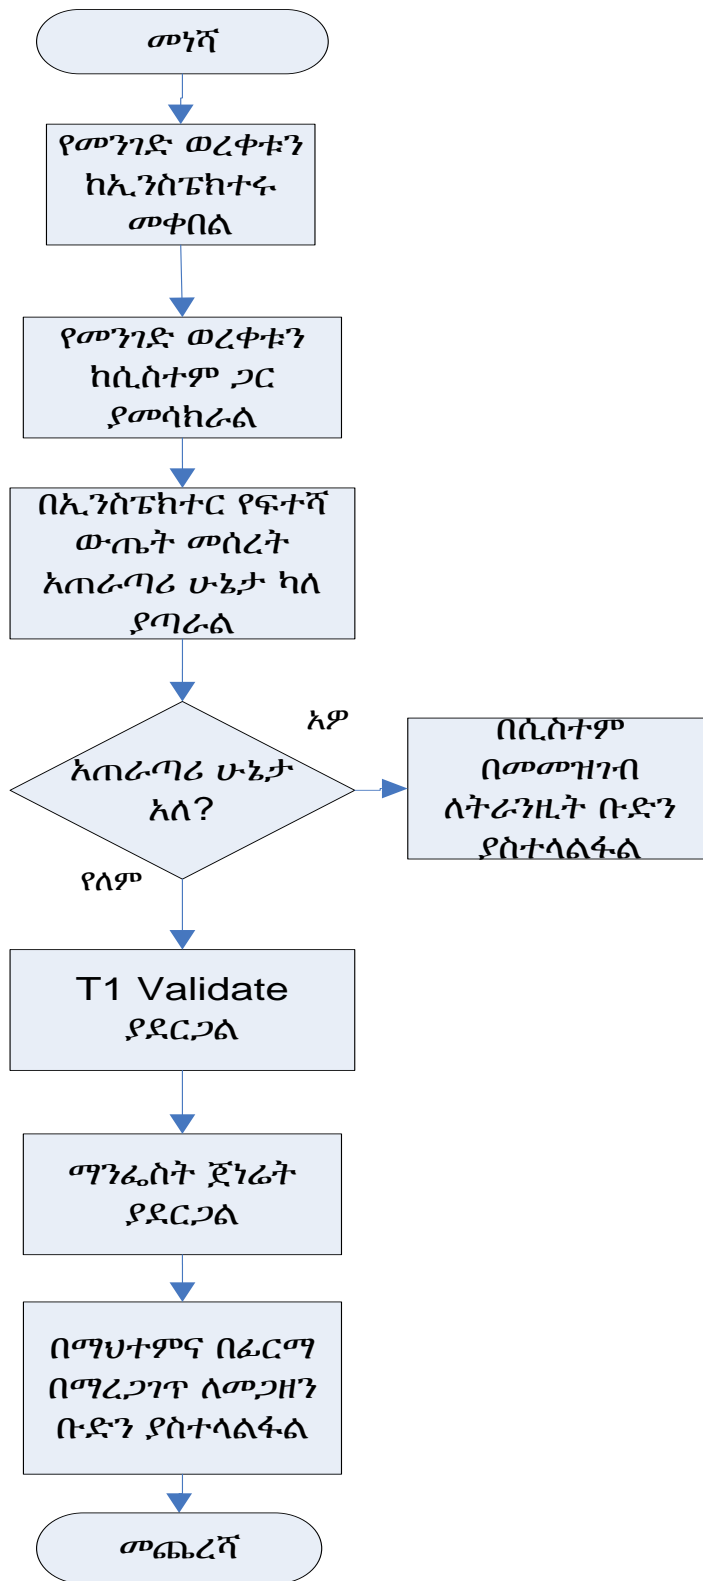 መነሻ
የመንገድ ወረቀቱን
ከኢንስፔክተሩ
መቀበል
የመንገድ ወረቀቱን
ከሲስተም ጋር
ያመሳክራል
በኢንስፔክተር የፍተሻ
ውጤት መሰረት
አጠራጣሪ ሁኔታ ካለ
ያጣራል
አጠራጣሪ ሁኔታ
አለ?
አዎ
በሲስተም
በመመዝገብ
ለትራንዚት ቡድን
ያስተላልፋል
የለም
T1 Validate
ያደርጋል
ማንፌስት ጀነሬት
ያደርጋል
በማህተምና በፊርማ
በማረጋገጥ ለመጋዘን
ቡድን ያስተላልፋል
መጨረሻ